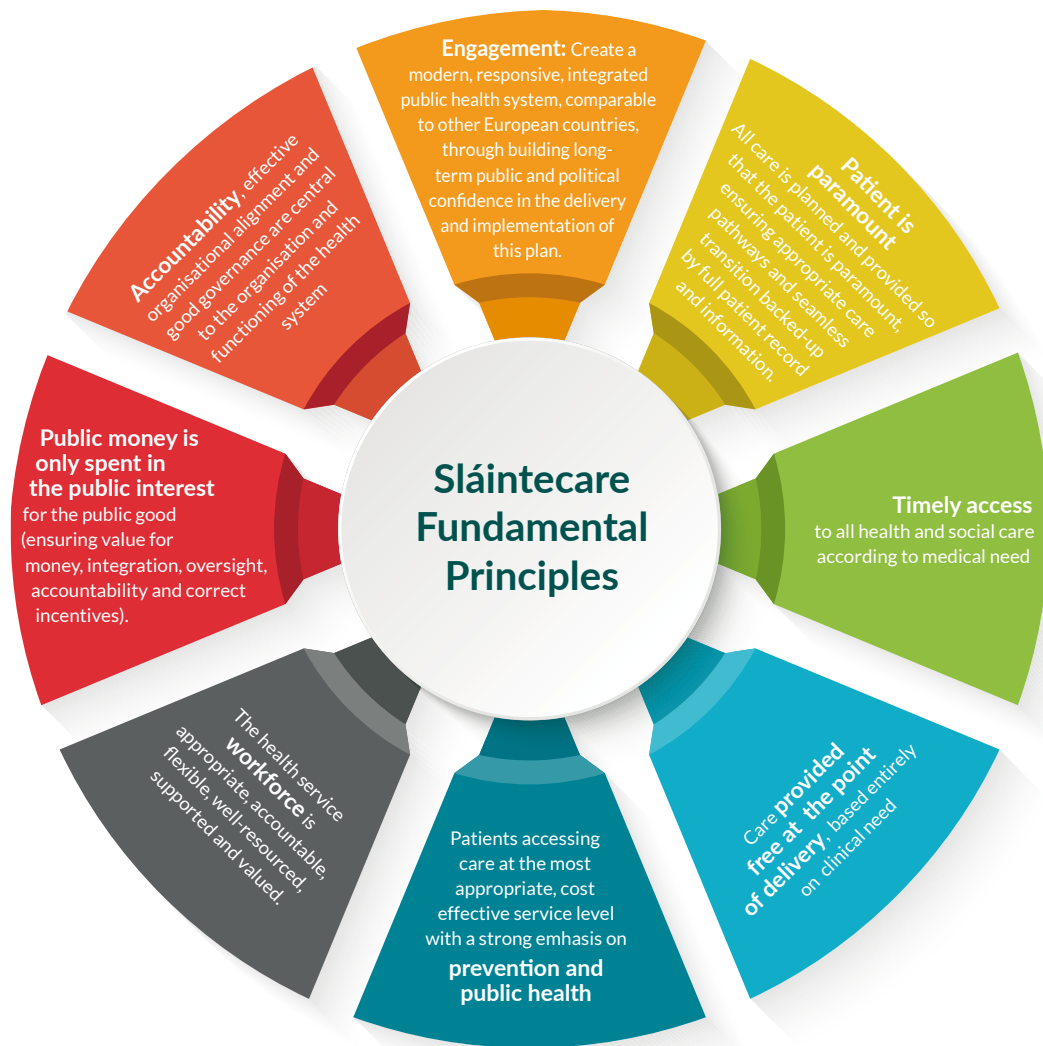 Sláintecare
Fundamental
Principles
Engagement: Create a
modern, responsive, integrated
public health system, comparable
to other European countries,
through building long-
term public and political
confidence in the delivery
and implementation of
this plan.
Patient is
paramount
All care is planned and provided so
that the patient is paramount,
ensuring appropriate care
pathways and seamless
transition backed-up
by full patient record
and information.
Timely access
to all health and social care
according to medical need
Care provided
free at the point
of delivery, based entirely
on clinical need
Patients accessing
care at the most
appropriate, cost
effective service level
with a strong emhasis on
prevention and
public health
The health service
workforce is
appropriate, accountable,
flexible, well-resourced,
supported and valued.
Public money is
only spent in
the public interest
for the public good
(ensuring value for
money, integration, oversight,
accountability and correct
incentives).
Accountability, effective
organisational alignment and
good governance are central
to the organisation and
functioning of the health
system